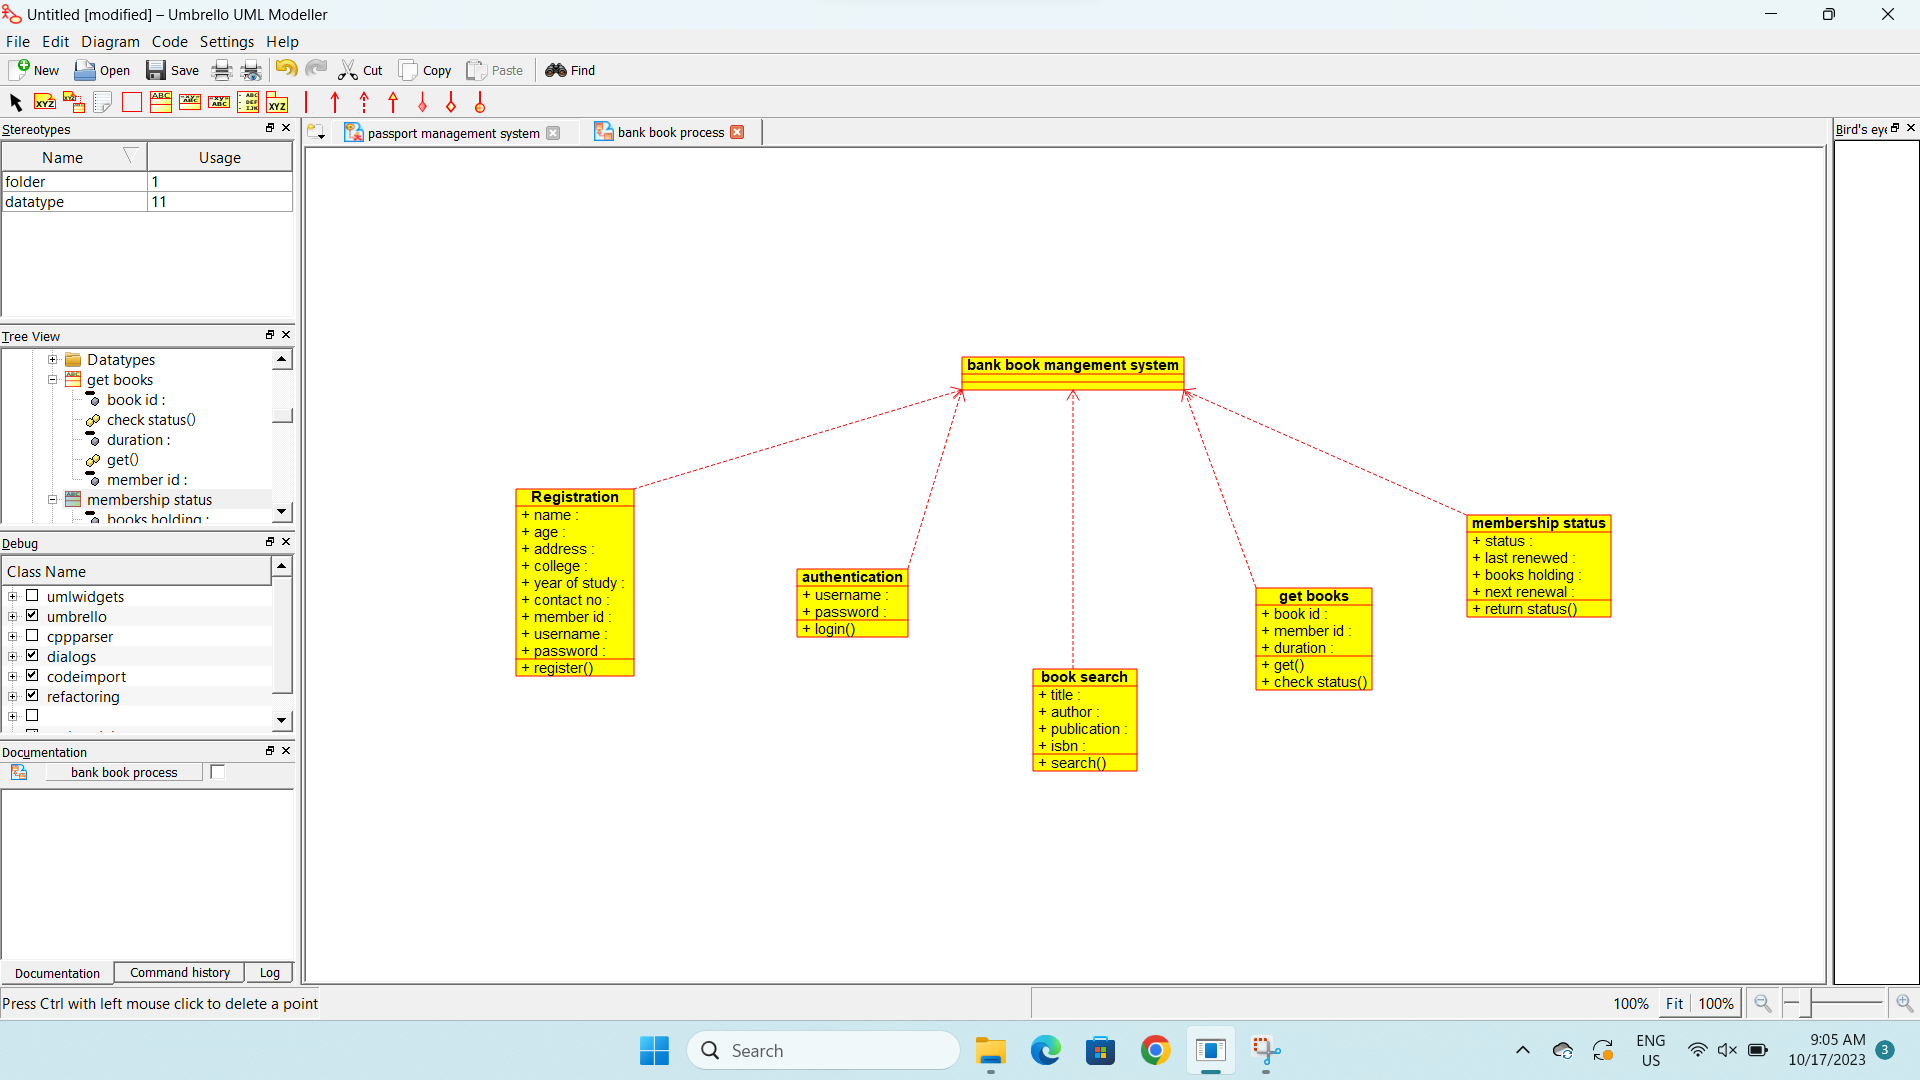 Untitled [modified] – Umbrello UML Modeller
File Edit Diagram Code Settings Help
New Open Save Cut Copy Paste Find
Stereotypes
Name Usage
folder 1
datatype 11
Tree View
Datatypes
get books
book id :
check status()
duration :
get()
member id :
membership status
books holding :
Debug
Class Name
umlwidgets
umbrello
cppparser
dialogs
codeimport
refactoring
Documentation
bank book process
Documentation Command history Log
passport management system bank book process
bank book mangement system
Registration
+ name :
+ age :
+ address :
+ college :
+ year of study :
+ contact no :
+ member id :
+ username :
+ password :
+ register()
authentication
+ username :
+ password :
+ login()
book search
+ title :
+ author :
+ publication :
+ isbn :
+ search()
get books
+ book id :
+ member id :
+ duration :
+ get()
+ check status()
membership status
+ status :
+ last renewed :
+ books holding :
+ next renewal :
+ return status()
Bird's eye
Press Ctrl with left mouse click to delete a point
100% Fit 100%
Search
ENG
US
9:05 AM
10/17/2023
3